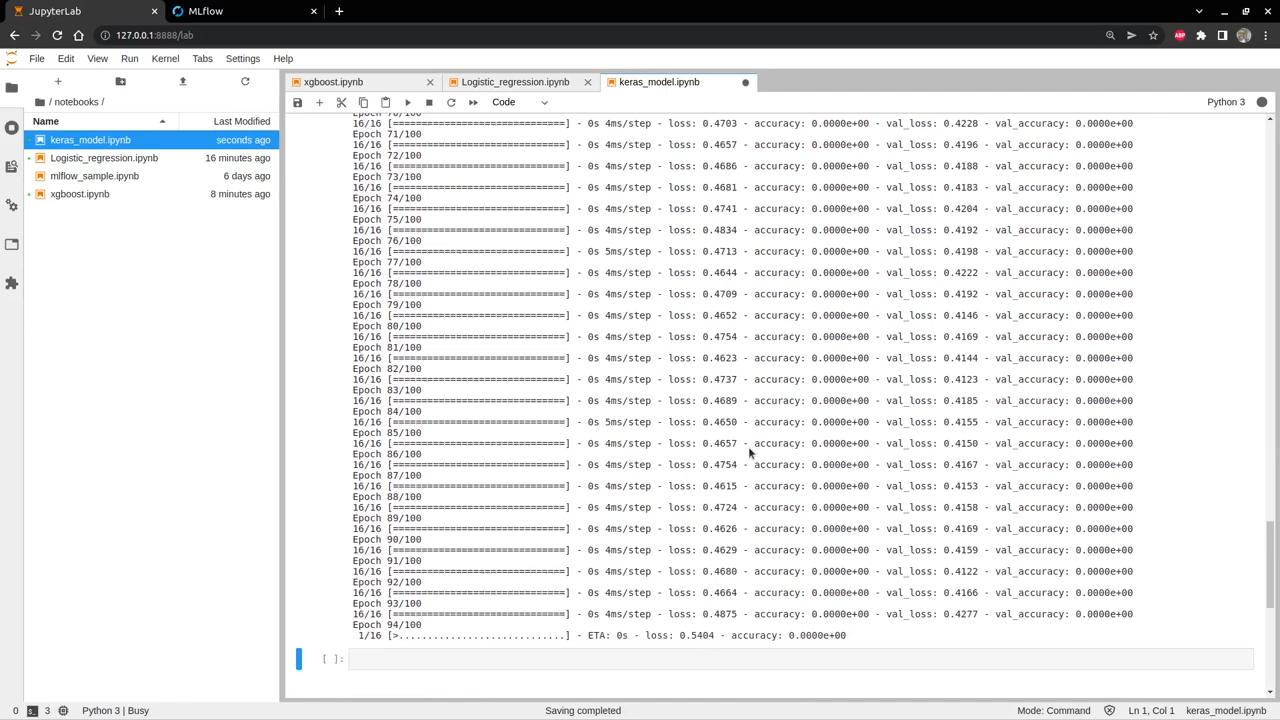 JupyterLab
MLflow
127.0.0.1:8888/lab
ABP
File Edit View Run Kernel Tabs Settings Help
xgboost.ipynb
Logistic_regression.ipynb
keras_model.ipynb
/ notebooks /
Code
Python 3
Name Last Modified
keras_model.ipynb seconds ago
Logistic_regression.ipynb 16 minutes ago
mlflow_sample.ipynb 6 days ago
xgboost.ipynb 8 minutes ago
Epoch 70/100
16/16 [==============================] - 0s 4ms/step - loss: 0.4703 - accuracy: 0.0000e+00 - val_loss: 0.4228 - val_accuracy: 0.0000e+00
Epoch 71/100
16/16 [==============================] - 0s 4ms/step - loss: 0.4657 - accuracy: 0.0000e+00 - val_loss: 0.4196 - val_accuracy: 0.0000e+00
Epoch 72/100
16/16 [==============================] - 0s 4ms/step - loss: 0.4686 - accuracy: 0.0000e+00 - val_loss: 0.4188 - val_accuracy: 0.0000e+00
Epoch 73/100
16/16 [==============================] - 0s 4ms/step - loss: 0.4681 - accuracy: 0.0000e+00 - val_loss: 0.4183 - val_accuracy: 0.0000e+00
Epoch 74/100
16/16 [==============================] - 0s 4ms/step - loss: 0.4741 - accuracy: 0.0000e+00 - val_loss: 0.4204 - val_accuracy: 0.0000e+00
Epoch 75/100
16/16 [==============================] - 0s 4ms/step - loss: 0.4834 - accuracy: 0.0000e+00 - val_loss: 0.4192 - val_accuracy: 0.0000e+00
Epoch 76/100
16/16 [==============================] - 0s 5ms/step - loss: 0.4713 - accuracy: 0.0000e+00 - val_loss: 0.4198 - val_accuracy: 0.0000e+00
Epoch 77/100
16/16 [==============================] - 0s 4ms/step - loss: 0.4644 - accuracy: 0.0000e+00 - val_loss: 0.4222 - val_accuracy: 0.0000e+00
Epoch 78/100
16/16 [==============================] - 0s 4ms/step - loss: 0.4709 - accuracy: 0.0000e+00 - val_loss: 0.4192 - val_accuracy: 0.0000e+00
Epoch 79/100
16/16 [==============================] - 0s 4ms/step - loss: 0.4652 - accuracy: 0.0000e+00 - val_loss: 0.4146 - val_accuracy: 0.0000e+00
Epoch 80/100
16/16 [==============================] - 0s 4ms/step - loss: 0.4754 - accuracy: 0.0000e+00 - val_loss: 0.4169 - val_accuracy: 0.0000e+00
Epoch 81/100
16/16 [==============================] - 0s 4ms/step - loss: 0.4623 - accuracy: 0.0000e+00 - val_loss: 0.4144 - val_accuracy: 0.0000e+00
Epoch 82/100
16/16 [==============================] - 0s 4ms/step - loss: 0.4737 - accuracy: 0.0000e+00 - val_loss: 0.4123 - val_accuracy: 0.0000e+00
Epoch 83/100
16/16 [==============================] - 0s 4ms/step - loss: 0.4689 - accuracy: 0.0000e+00 - val_loss: 0.4185 - val_accuracy: 0.0000e+00
Epoch 84/100
16/16 [==============================] - 0s 5ms/step - loss: 0.4650 - accuracy: 0.0000e+00 - val_loss: 0.4155 - val_accuracy: 0.0000e+00
Epoch 85/100
16/16 [==============================] - 0s 4ms/step - loss: 0.4657 - accuracy: 0.0000e+00 - val_loss: 0.4150 - val_accuracy: 0.0000e+00
Epoch 86/100
16/16 [==============================] - 0s 4ms/step - loss: 0.4754 - accuracy: 0.0000e+00 - val_loss: 0.4167 - val_accuracy: 0.0000e+00
Epoch 87/100
16/16 [==============================] - 0s 4ms/step - loss: 0.4615 - accuracy: 0.0000e+00 - val_loss: 0.4153 - val_accuracy: 0.0000e+00
Epoch 88/100
16/16 [==============================] - 0s 4ms/step - loss: 0.4724 - accuracy: 0.0000e+00 - val_loss: 0.4158 - val_accuracy: 0.0000e+00
Epoch 89/100
16/16 [==============================] - 0s 4ms/step - loss: 0.4626 - accuracy: 0.0000e+00 - val_loss: 0.4169 - val_accuracy: 0.0000e+00
Epoch 90/100
16/16 [==============================] - 0s 4ms/step - loss: 0.4629 - accuracy: 0.0000e+00 - val_loss: 0.4159 - val_accuracy: 0.0000e+00
Epoch 91/100
16/16 [==============================] - 0s 4ms/step - loss: 0.4680 - accuracy: 0.0000e+00 - val_loss: 0.4122 - val_accuracy: 0.0000e+00
Epoch 92/100
16/16 [==============================] - 0s 4ms/step - loss: 0.4664 - accuracy: 0.0000e+00 - val_loss: 0.4166 - val_accuracy: 0.0000e+00
Epoch 93/100
16/16 [==============================] - 0s 4ms/step - loss: 0.4875 - accuracy: 0.0000e+00 - val_loss: 0.4277 - val_accuracy: 0.0000e+00
Epoch 94/100
1/16 [>.............................] - ETA: 0s - loss: 0.5404 - accuracy: 0.0000e+00
[ ]:
0 3 Python 3 | Busy Saving completed Mode: Command Ln 1, Col 1 keras_model.ipynb